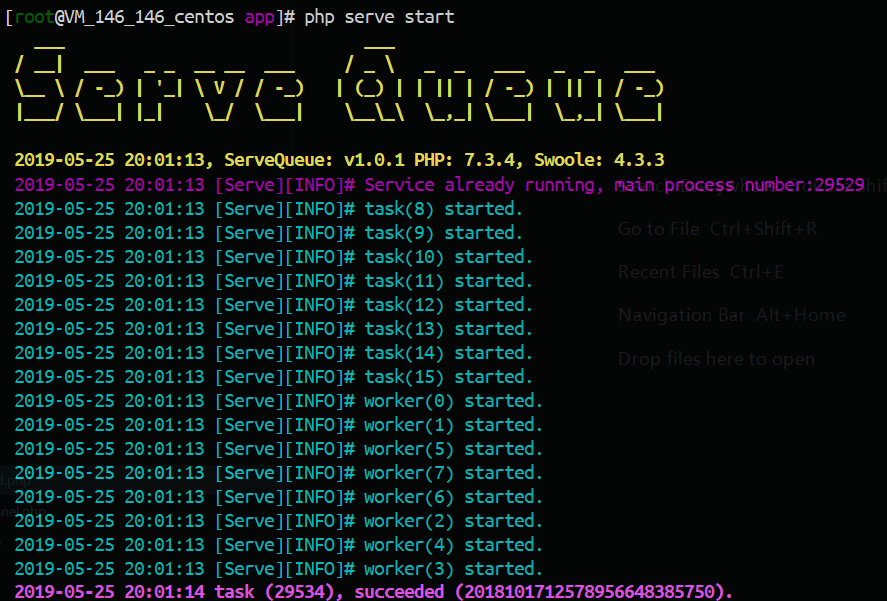 [root@VM_146_146_centos app]# php serve start
Serve Queue
2019-05-25 20:01:13, ServeQueue: v1.0.1 PHP: 7.3.4, Swoole: 4.3.3
2019-05-25 20:01:13 [Serve][INFO]# Service already running, main process number:29529
2019-05-25 20:01:13 [Serve][INFO]# task(8) started.
2019-05-25 20:01:13 [Serve][INFO]# task(9) started.
Go to File Ctrl+Shift+R
2019-05-25 20:01:13 [Serve][INFO]# task(10) started.
2019-05-25 20:01:13 [Serve][INFO]# task(11) started.
Recent Files Ctrl+E
2019-05-25 20:01:13 [Serve][INFO]# task(12) started.
2019-05-25 20:01:13 [Serve][INFO]# task(13) started.
Navigation Bar Alt+Home
2019-05-25 20:01:13 [Serve][INFO]# task(14) started.
Drop files here to open
2019-05-25 20:01:13 [Serve][INFO]# task(15) started.
2019-05-25 20:01:13 [Serve][INFO]# worker(0) started.
2019-05-25 20:01:13 [Serve][INFO]# worker(1) started.
2019-05-25 20:01:13 [Serve][INFO]# worker(5) started.
2019-05-25 20:01:13 [Serve][INFO]# worker(7) started.
2019-05-25 20:01:13 [Serve][INFO]# worker(6) started.
2019-05-25 20:01:13 [Serve][INFO]# worker(2) started.
2019-05-25 20:01:13 [Serve][INFO]# worker(4) started.
2019-05-25 20:01:13 [Serve][INFO]# worker(3) started.
2019-05-25 20:01:14 task (29534), succeeded (2018101712578956648385750).